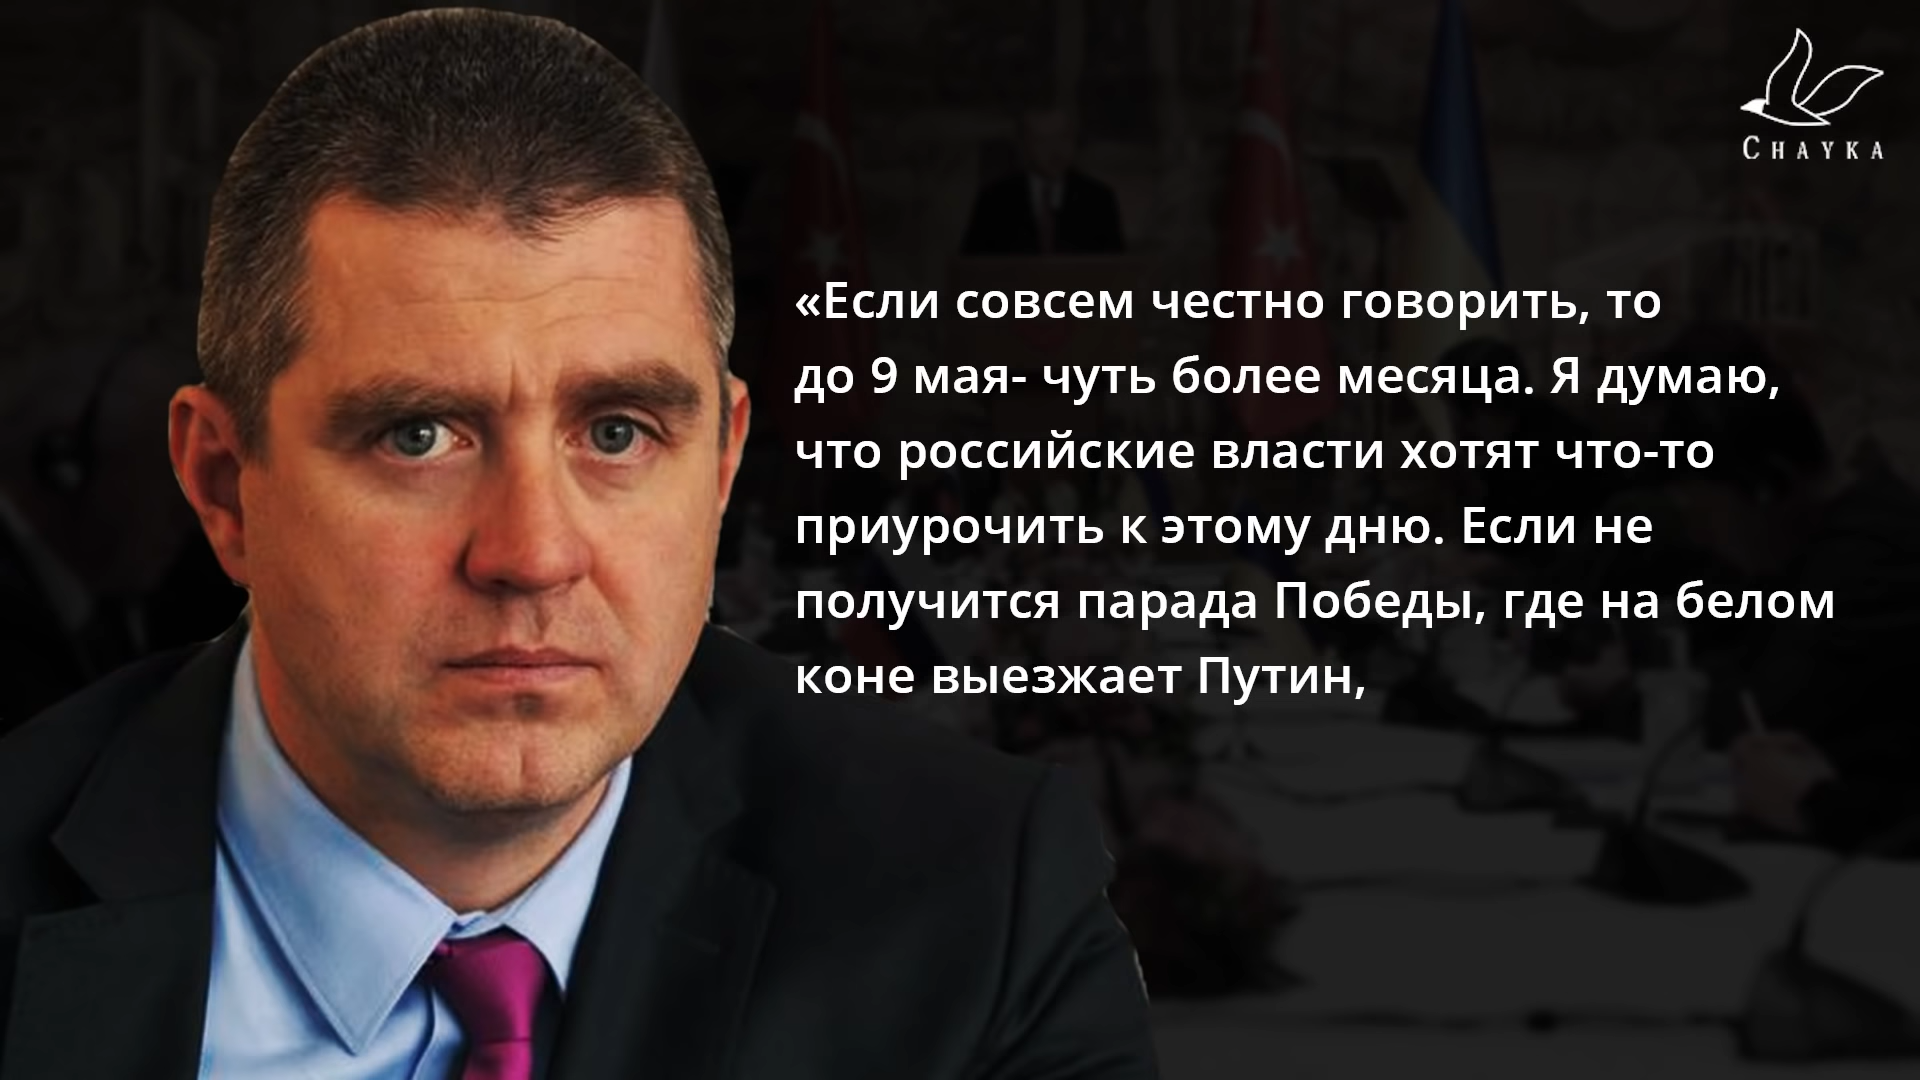 CHAYKA
«Если совсем честно говорить, то
до 9 мая- чуть более месяца. Я думаю,
что российские власти хотят что-то
приурочить к этому дню. Если не
получится парада Победы, где на белом
коне выезжает Путин,